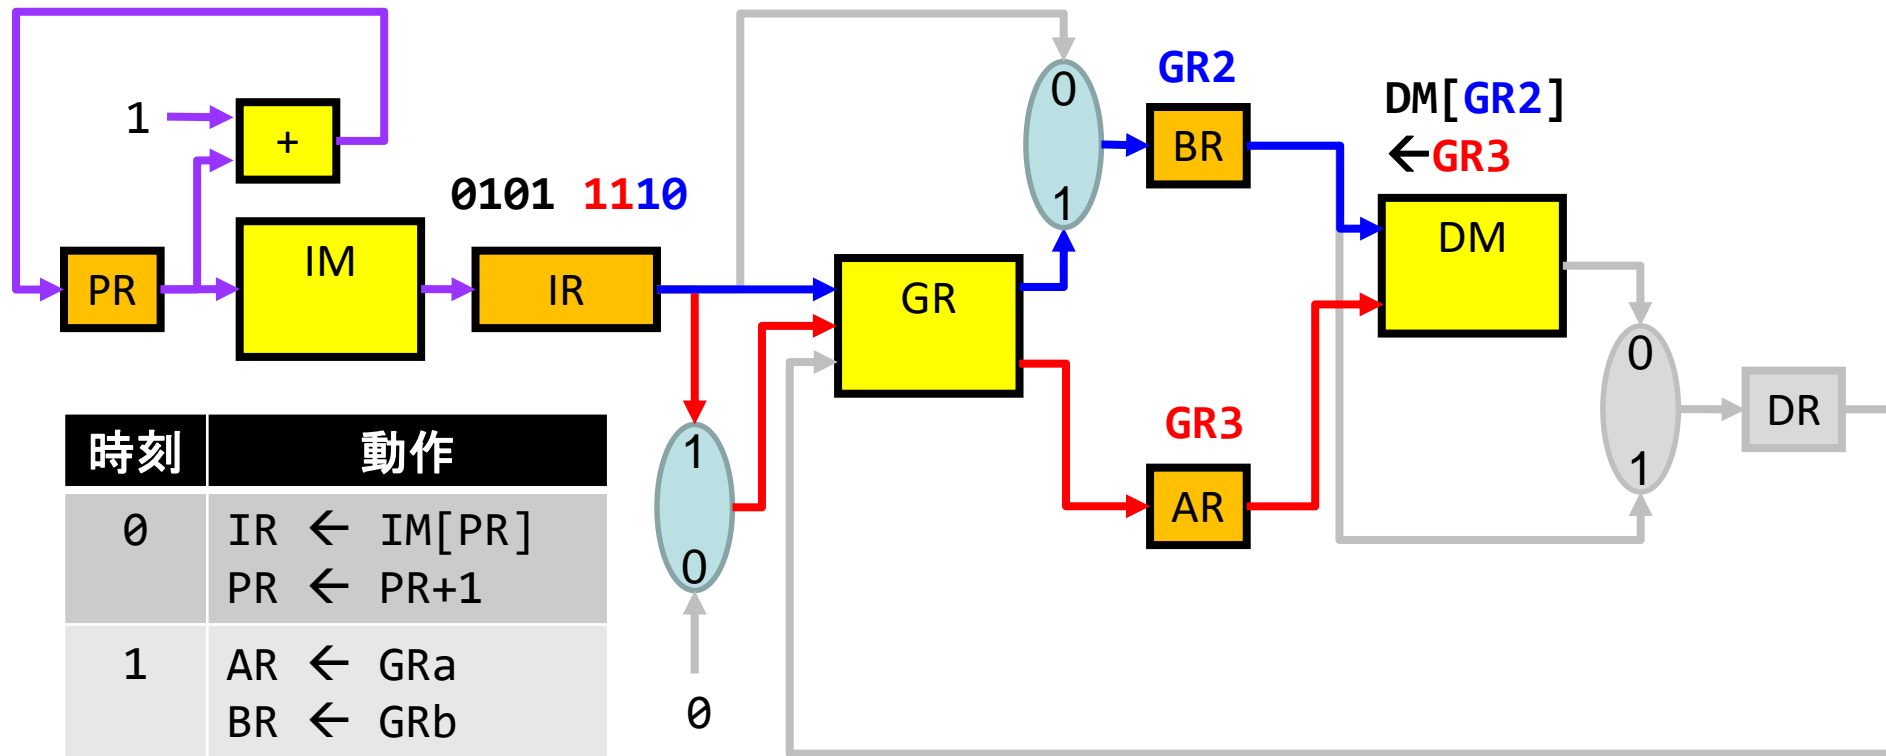 1
+
0101 1110
PR
IM
IR
0
1
GR
GR2
BR
DM[GR2]
←GR3
DM
GR3
AR
0
1
DR
1
0
0
時刻 動作
0 IR ← IM[PR]
PR ← PR+1
1 AR ← GRa
BR ← GRb